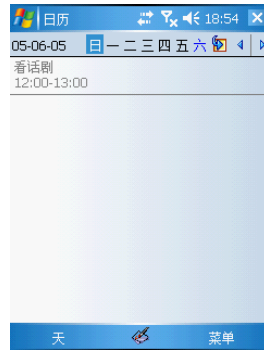 日历 18:54
05-06-05 日 一 二 三 四 五 六
看话剧
12:00-13:00
天 菜单